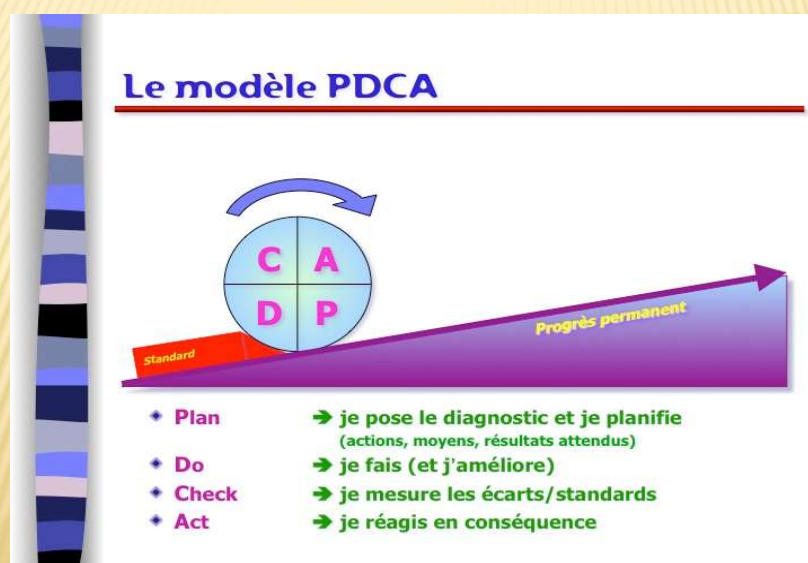 Le modèle PDCA
C A
D P
Standard
Progrès permanent
Plan ➔ je pose le diagnostic et je planifie
(actions, moyens, résultats attendus)
Do ➔ je fais (et j'améliore)
Check ➔ je mesure les écarts/standards
Act ➔ je réagis en conséquence